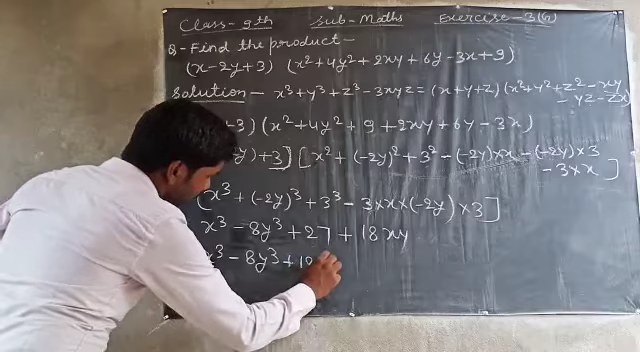 Class - 9th Sub - Maths Exercise - 3(G)
Q - Find the product -
(x-2y+3) (x²+4y²+2xy+6y-3x+9)
Solution - x³+y³+z³-3xyz = (x+y+z) (x²+y²+z²-xy
-yz-zx)
+3) (x²+4y²+9+2xy+6y-3x)
y)+3] [x²+(-2y)²+3²-(-2y)×x-(-2y)×3
-3×x]
[x³+(-2y)³+3³-3×x×(-2y)×3]
x³-8y³+27+18xy
x³-8y³+18